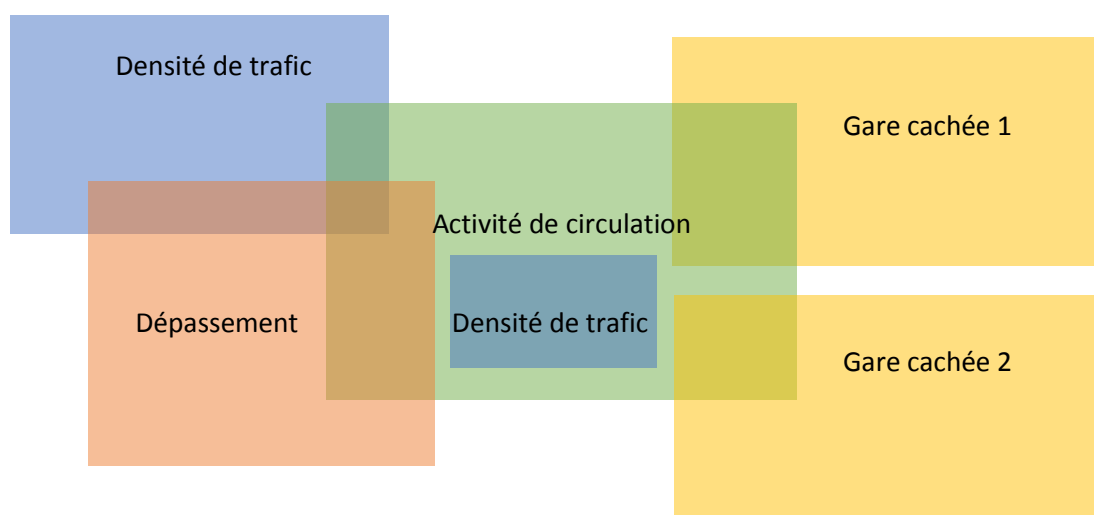 Densité de trafic
Gare cachée 1
Activité de circulation
Dépassement
Densité de trafic
Gare cachée 2